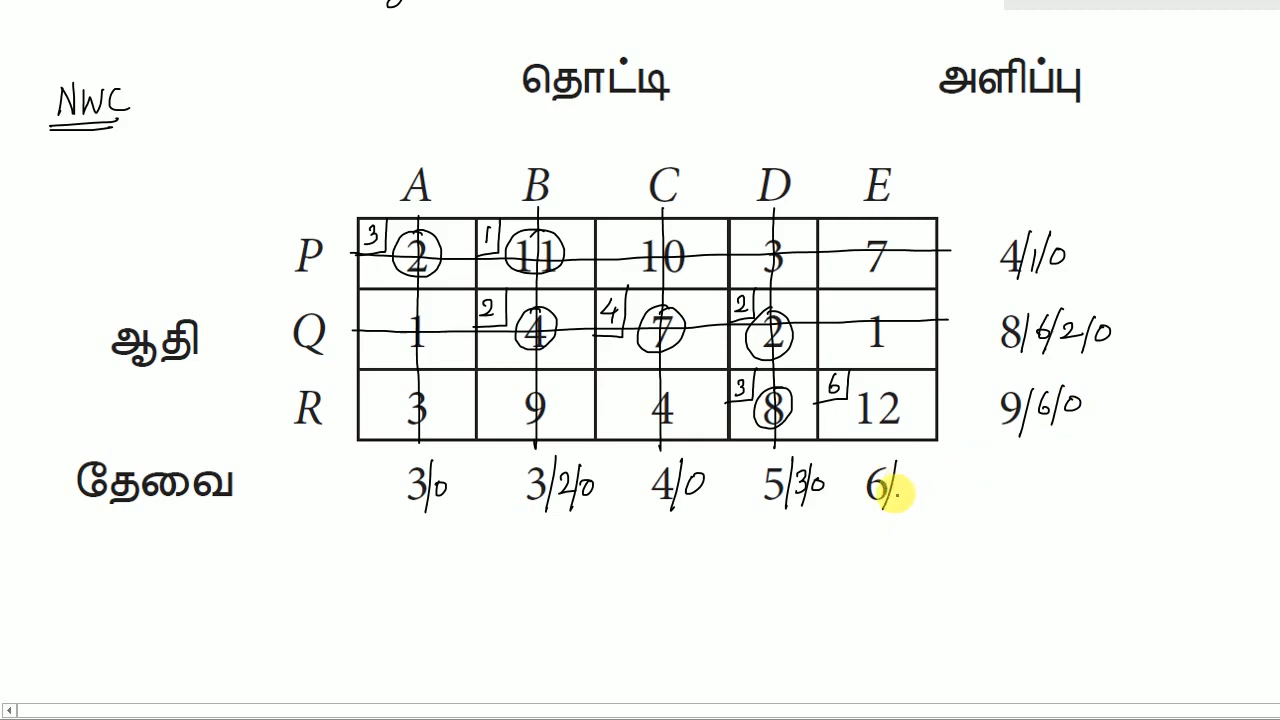 தொட்டி அளிப்பு
NWC
A B C D E
P 3 2 1 11 10 3 7 4/1/0
ஆதி Q 1 2 4 4 7 2 2 1 8/6/2/0
R 3 9 4 3 8 6 12 9/6/0
தேவை 3/0 3/2/0 4/0 5/3/0 6/